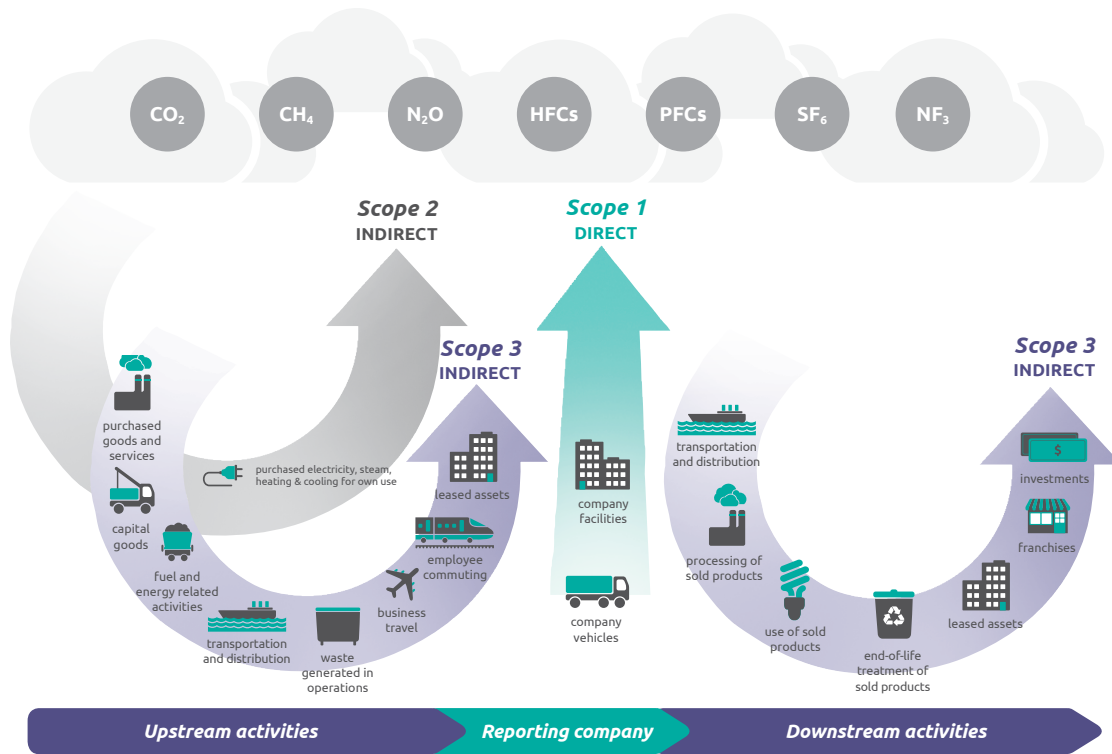 CO₂ CH₄ N₂O HFCs PFCs SF₆ NF₃
Scope 2
INDIRECT
Scope 1
DIRECT
Scope 3
INDIRECT
Scope 3
INDIRECT
purchased
goods and
services
capital
goods
fuel and
energy related
activities
transportation
and distribution
waste
generated in
operations
business
travel
employee
commuting
leased assets
purchased electricity, steam,
heating & cooling for own use
company
facilities
company
vehicles
transportation
and distribution
processing of
sold products
use of sold
products
end-of-life
treatment of
sold products
leased assets
franchises
$
investments
Upstream activities
Reporting company
Downstream activities